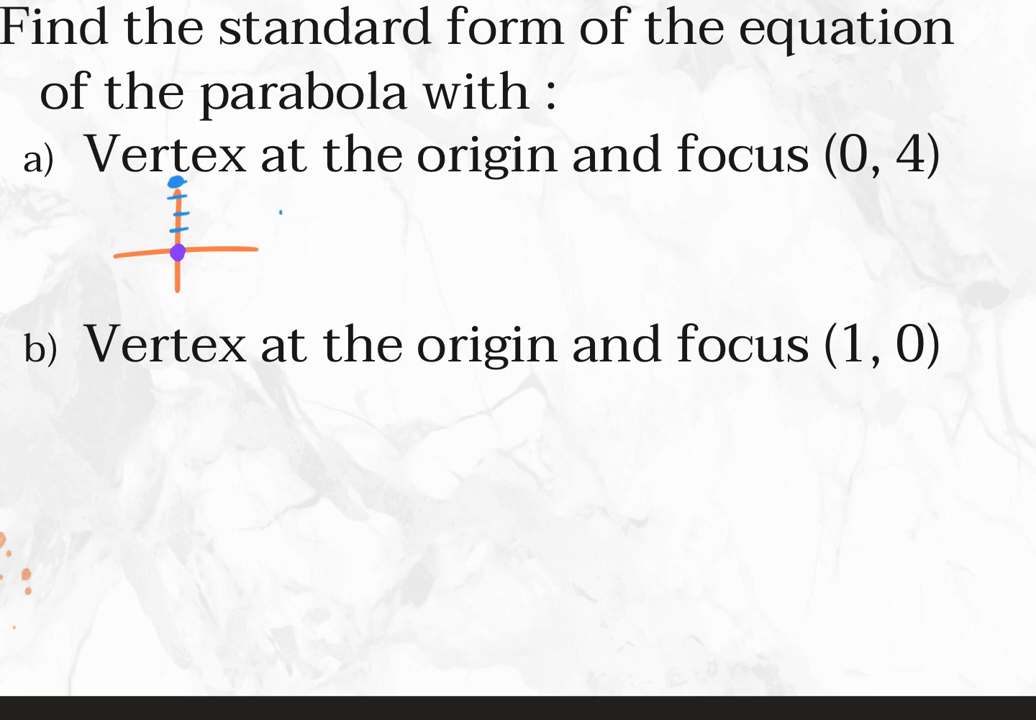 Find the standard form of the equation
of the parabola with :
a) Vertex at the origin and focus (0, 4)
b) Vertex at the origin and focus (1, 0)